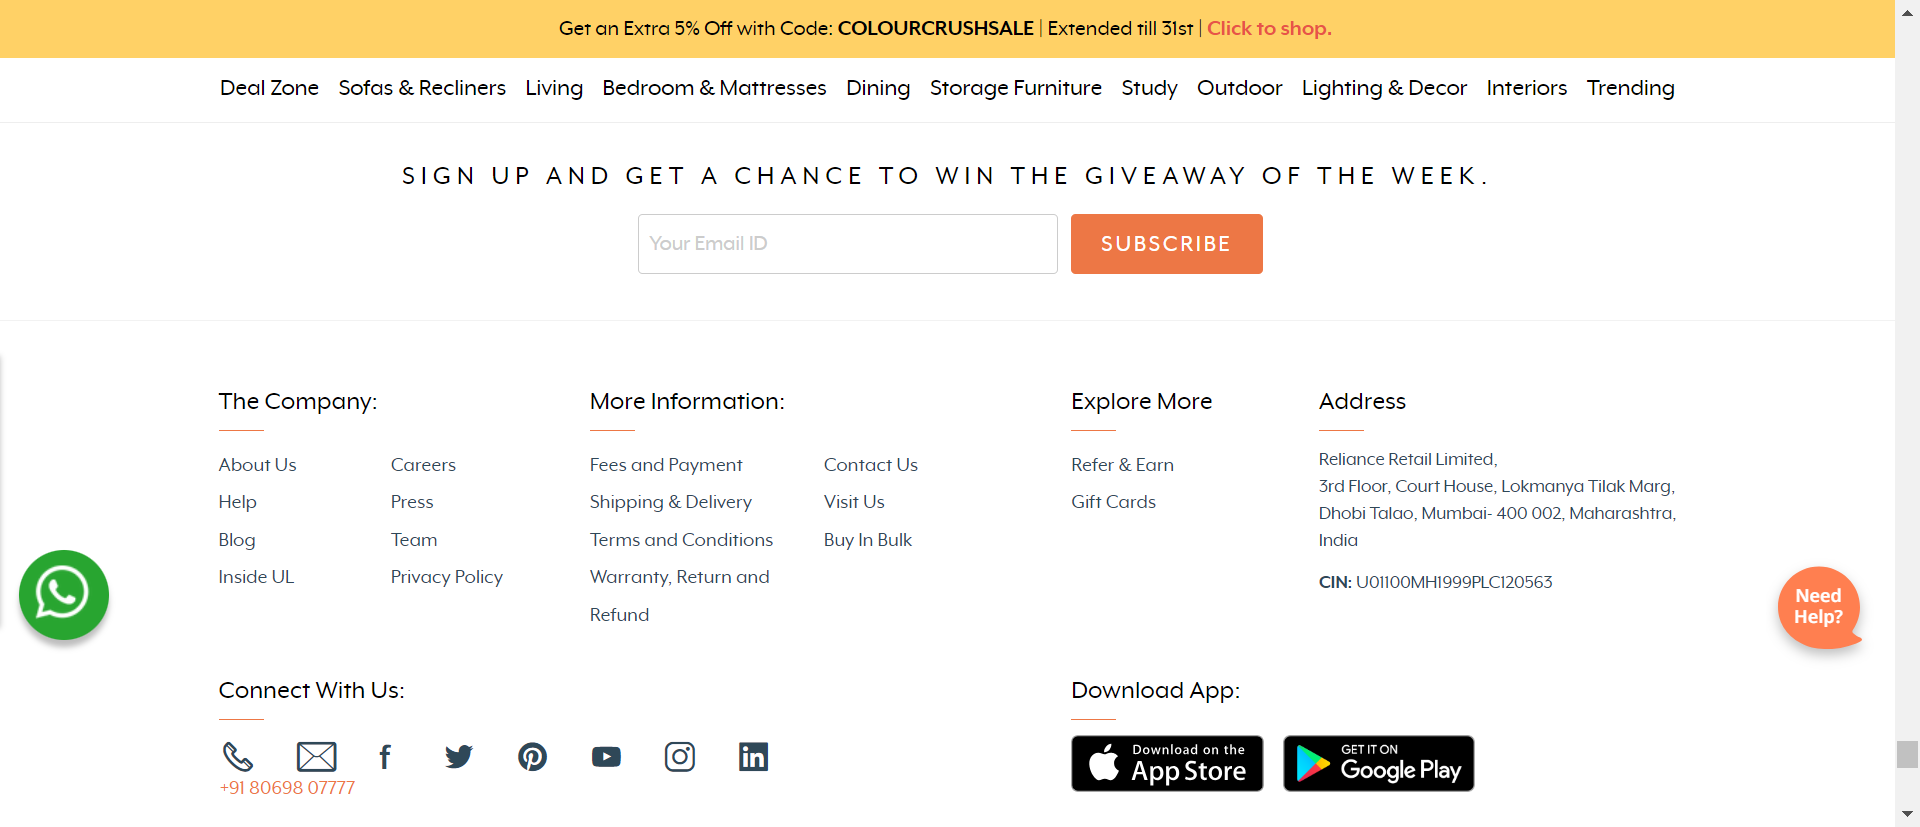 Get an Extra 5% Off with Code: COLOURCRUSHSALE | Extended till 31st | Click to shop.
Deal Zone Sofas & Recliners Living Bedroom & Mattresses Dining Storage Furniture Study Outdoor Lighting & Decor Interiors Trending
SIGN UP AND GET A CHANCE TO WIN THE GIVEAWAY OF THE WEEK.
Your Email ID
SUBSCRIBE
The Company:
About Us
Help
Blog
Inside UL
Careers
Press
Team
Privacy Policy
More Information:
Fees and Payment
Shipping & Delivery
Terms and Conditions
Warranty, Return and
Refund
Contact Us
Visit Us
Buy In Bulk
Explore More
Refer & Earn
Gift Cards
Address
Reliance Retail Limited,
3rd Floor, Court House, Lokmanya Tilak Marg,
Dhobi Talao, Mumbai- 400 002, Maharashtra,
India
CIN: U01100MH1999PLC120563
Need
Help?
Connect With Us:
+91 80698 07777
Download App:
Download on the
App Store
GET IT ON
Google Play